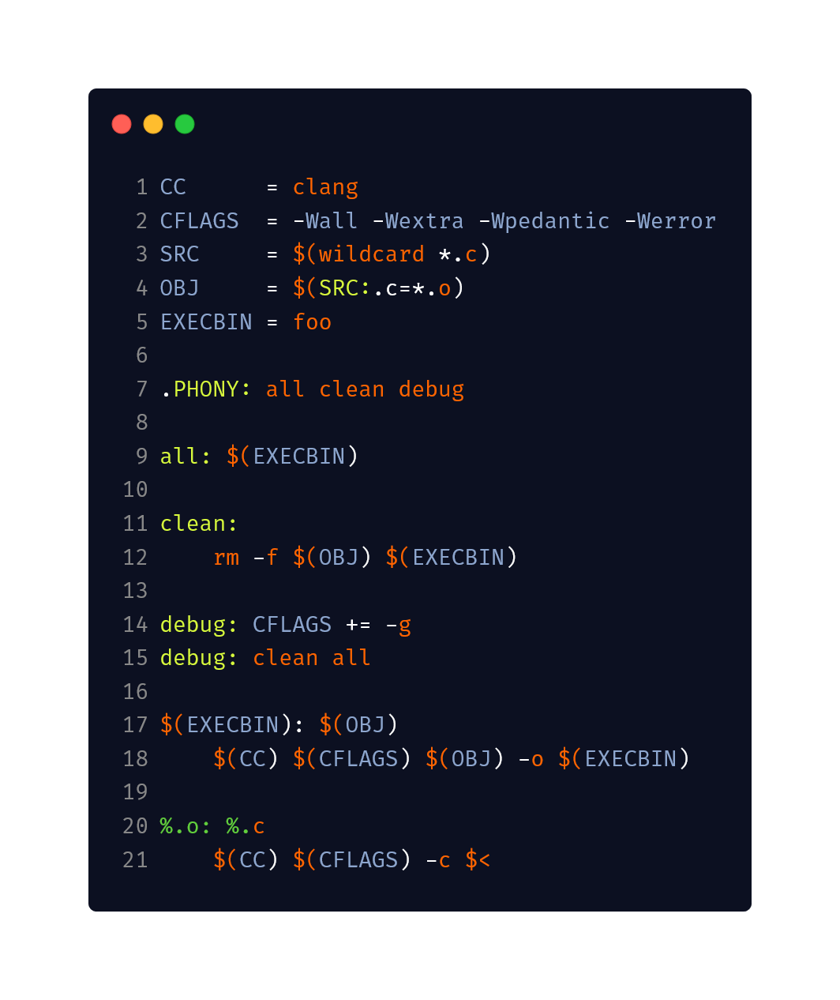 1 CC      = clang
2 CFLAGS  = -Wall -Wextra -Wpedantic -Werror
3 SRC     = $(wildcard *.c)
4 OBJ     = $(SRC:.c=*.o)
5 EXECBIN = foo
6
7 .PHONY: all clean debug
8
9 all: $(EXECBIN)
10
11 clean:
12     rm -f $(OBJ) $(EXECBIN)
13
14 debug: CFLAGS += -g
15 debug: clean all
16
17 $(EXECBIN): $(OBJ)
18     $(CC) $(CFLAGS) $(OBJ) -o $(EXECBIN)
19
20 %.o: %.c
21     $(CC) $(CFLAGS) -c $<